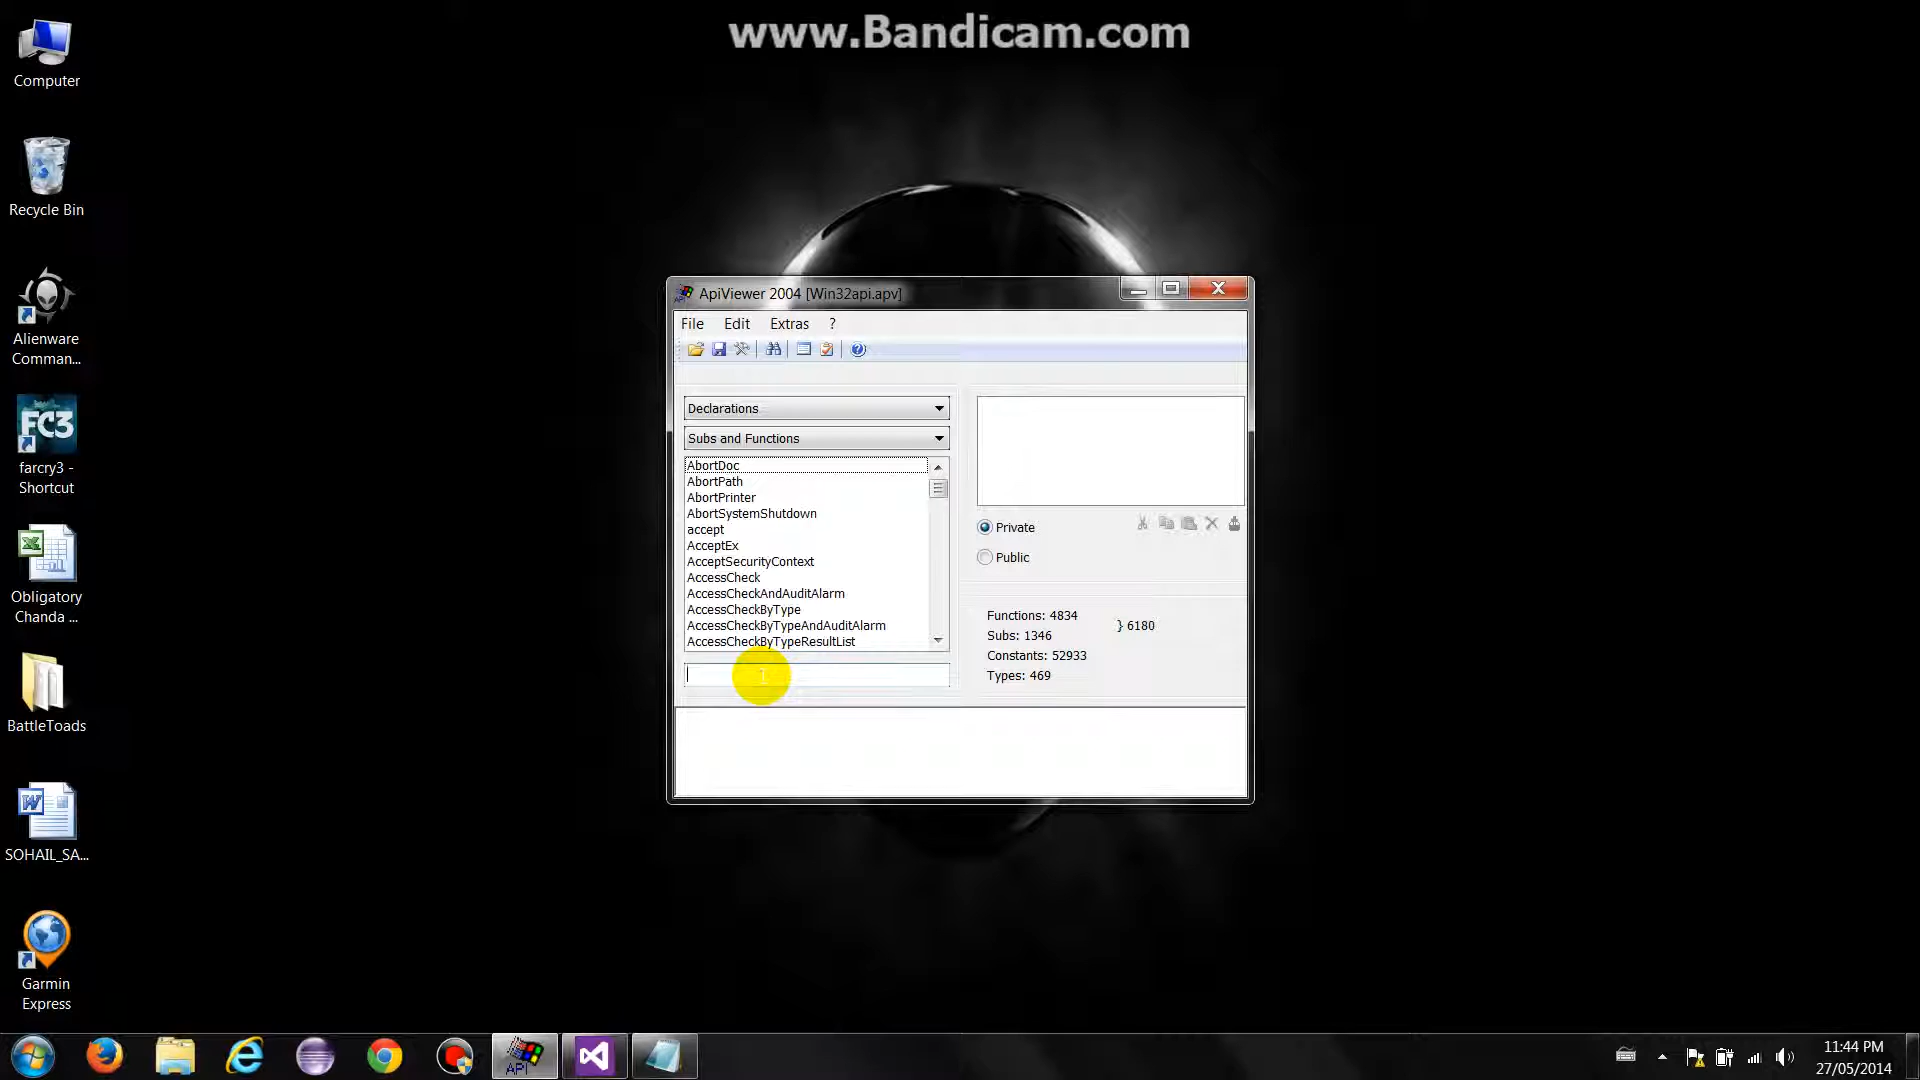 www.Bandicam.com
Computer
Recycle Bin
Alienware
Comman...
FC3
farcry3 -
Shortcut
Obligatory
Chanda ...
BattleToads
SOHAIL_SA...
Garmin
Express
ApiViewer 2004 [Win32api.apv]
File Edit Extras ?
Declarations
Subs and Functions
AbortDoc
AbortPath
AbortPrinter
AbortSystemShutdown
accept
AcceptEx
AcceptSecurityContext
AccessCheck
AccessCheckAndAuditAlarm
AccessCheckByType
AccessCheckByTypeAndAuditAlarm
AccessCheckByTypeResultList
Private
Public
Functions: 4834
Subs: 1346
} 6180
Constants: 52933
Types: 469
API
11:44 PM
27/05/2014